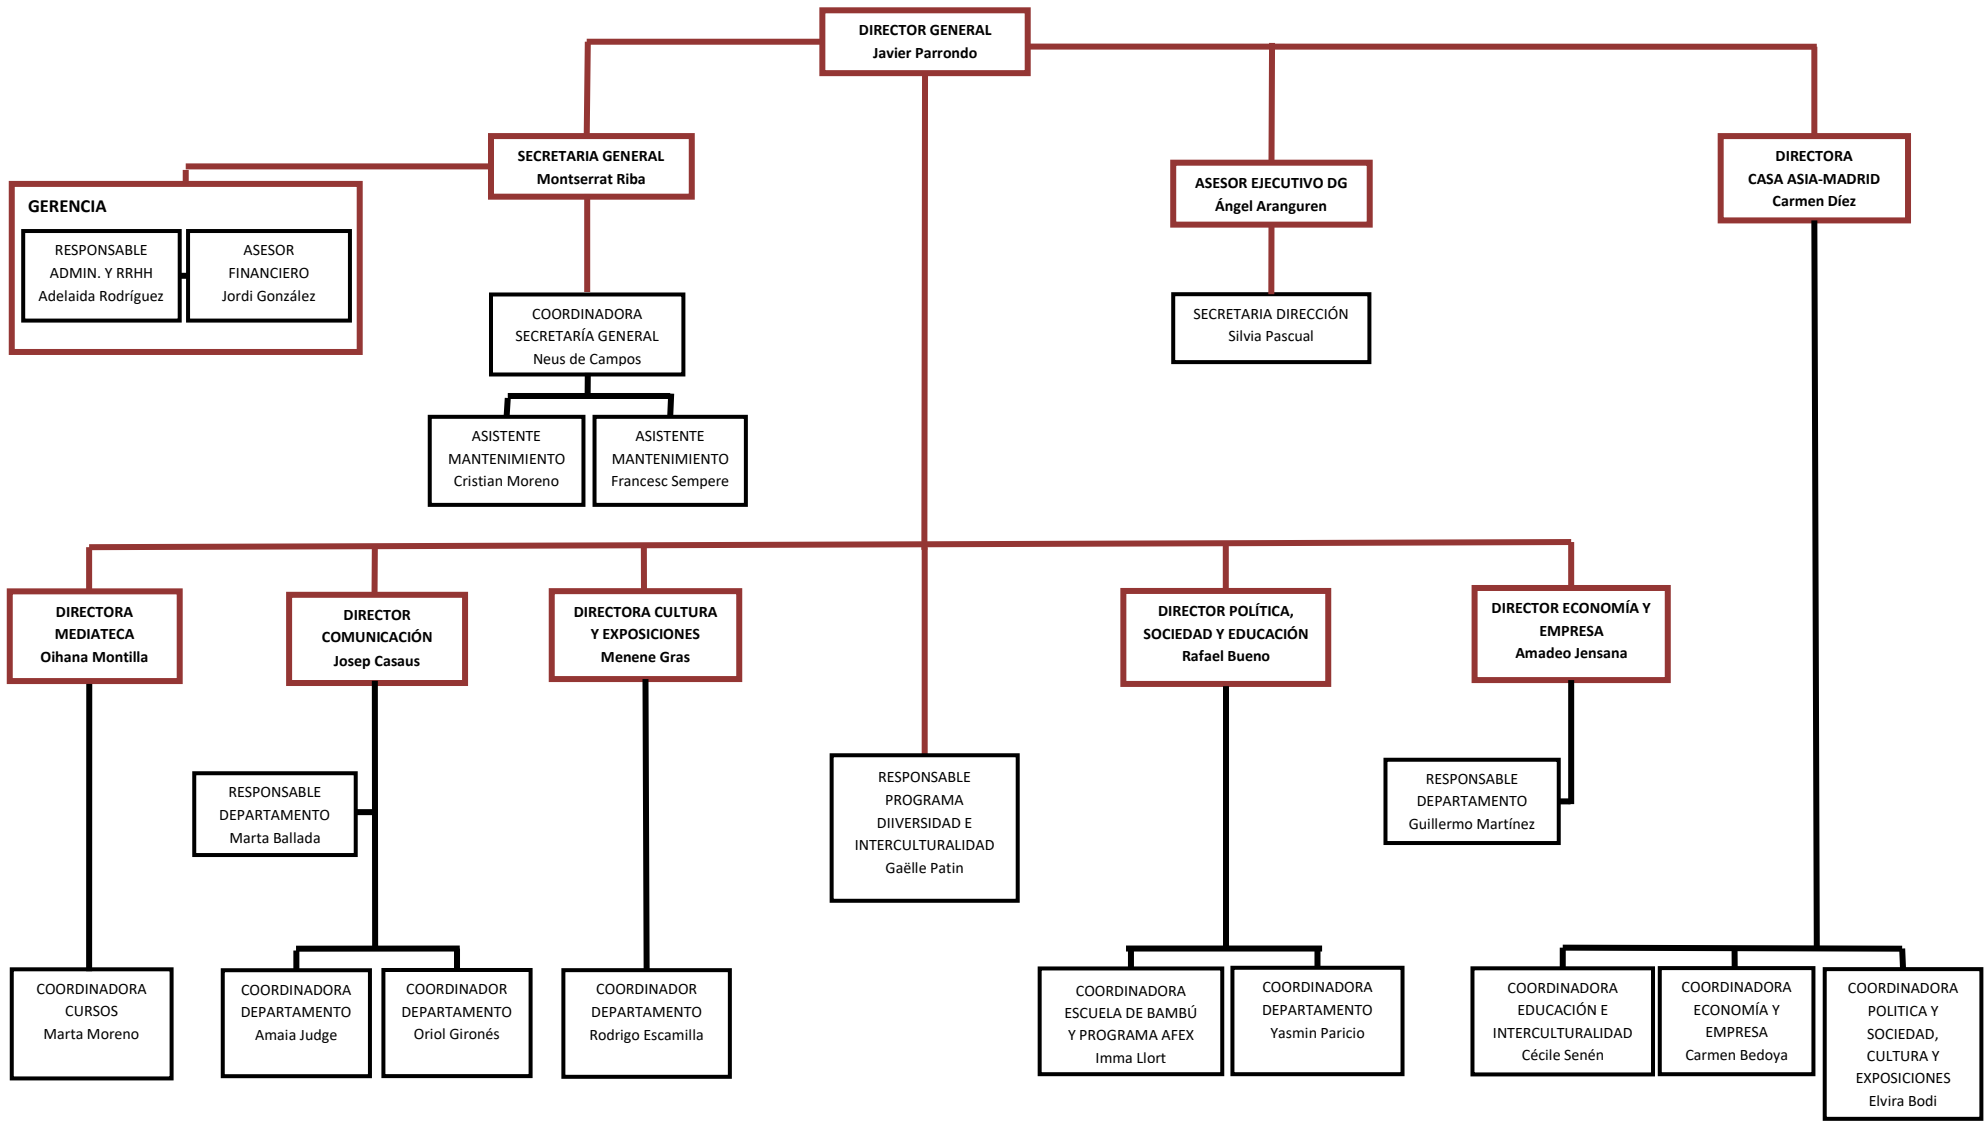 DIRECTOR GENERAL
Javier Parrondo
SECRETARIA GENERAL
Montserrat Riba
ASESOR EJECUTIVO DG
Ángel Aranguren
DIRECTORA
CASA ASIA-MADRID
Carmen Díez
GERENCIA
RESPONSABLE
ADMIN. Y RRHH
Adelaida Rodríguez
ASESOR
FINANCIERO
Jordi González
COORDINADORA
SECRETARÍA GENERAL
Neus de Campos
SECRETARIA DIRECCIÓN
Silvia Pascual
ASISTENTE
MANTENIMIENTO
Cristian Moreno
ASISTENTE
MANTENIMIENTO
Francesc Sempere
DIRECTORA
MEDIATECA
Oihana Montilla
DIRECTOR
COMUNICACIÓN
Josep Casaus
DIRECTORA CULTURA
Y EXPOSICIONES
Menene Gras
DIRECTOR POLÍTICA,
SOCIEDAD Y EDUCACIÓN
Rafael Bueno
DIRECTOR ECONOMÍA Y
EMPRESA
Amadeo Jensana
RESPONSABLE
DEPARTAMENTO
Marta Ballada
RESPONSABLE
PROGRAMA
DIIVERSIDAD E
INTERCULTURALIDAD
Gaëlle Patin
RESPONSABLE
DEPARTAMENTO
Guillermo Martínez
COORDINADORA
CURSOS
Marta Moreno
COORDINADORA
DEPARTAMENTO
Amaia Judge
COORDINADOR
DEPARTAMENTO
Oriol Gironés
COORDINADOR
DEPARTAMENTO
Rodrigo Escamilla
COORDINADORA
ESCUELA DE BAMBÚ
Y PROGRAMA AFEX
Imma Llort
COORDINADORA
DEPARTAMENTO
Yasmin Paricio
COORDINADORA
EDUCACIÓN E
INTERCULTURALIDAD
Cécile Senén
COORDINADORA
ECONOMÍA Y
EMPRESA
Carmen Bedoya
COORDINADORA
POLITICA Y
SOCIEDAD,
CULTURA Y
EXPOSICIONES
Elvira Bodi